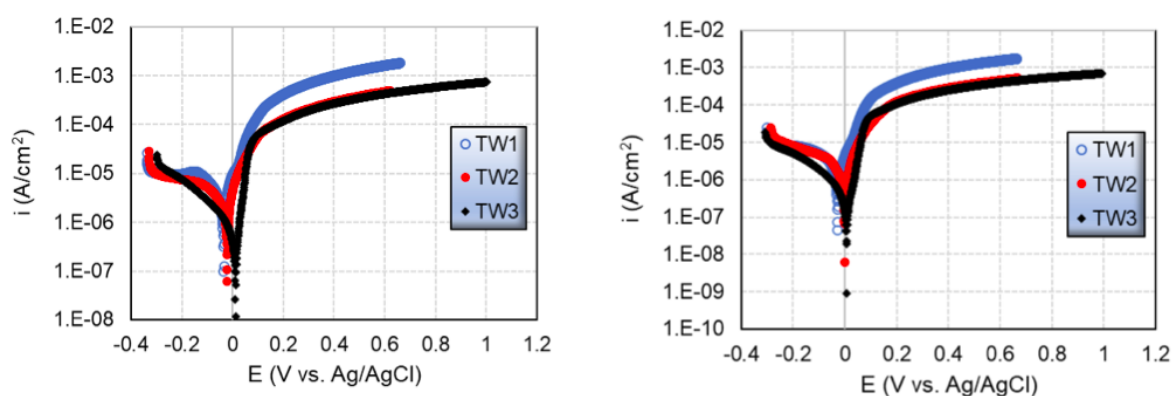 1.E-02
1.E-03
1.E-04
1.E-05
1.E-06
1.E-07
1.E-08
i (A/cm²)
-0.4 -0.2 0 0.2 0.4 0.6 0.8 1 1.2
E (V vs. Ag/AgCl)
TW1
TW2
TW3
1.E-02
1.E-03
1.E-04
1.E-05
1.E-06
1.E-07
1.E-08
1.E-09
1.E-10
i (A/cm²)
-0.4 -0.2 0 0.2 0.4 0.6 0.8 1 1.2
E (V vs. Ag/AgCl)
TW1
TW2
TW3